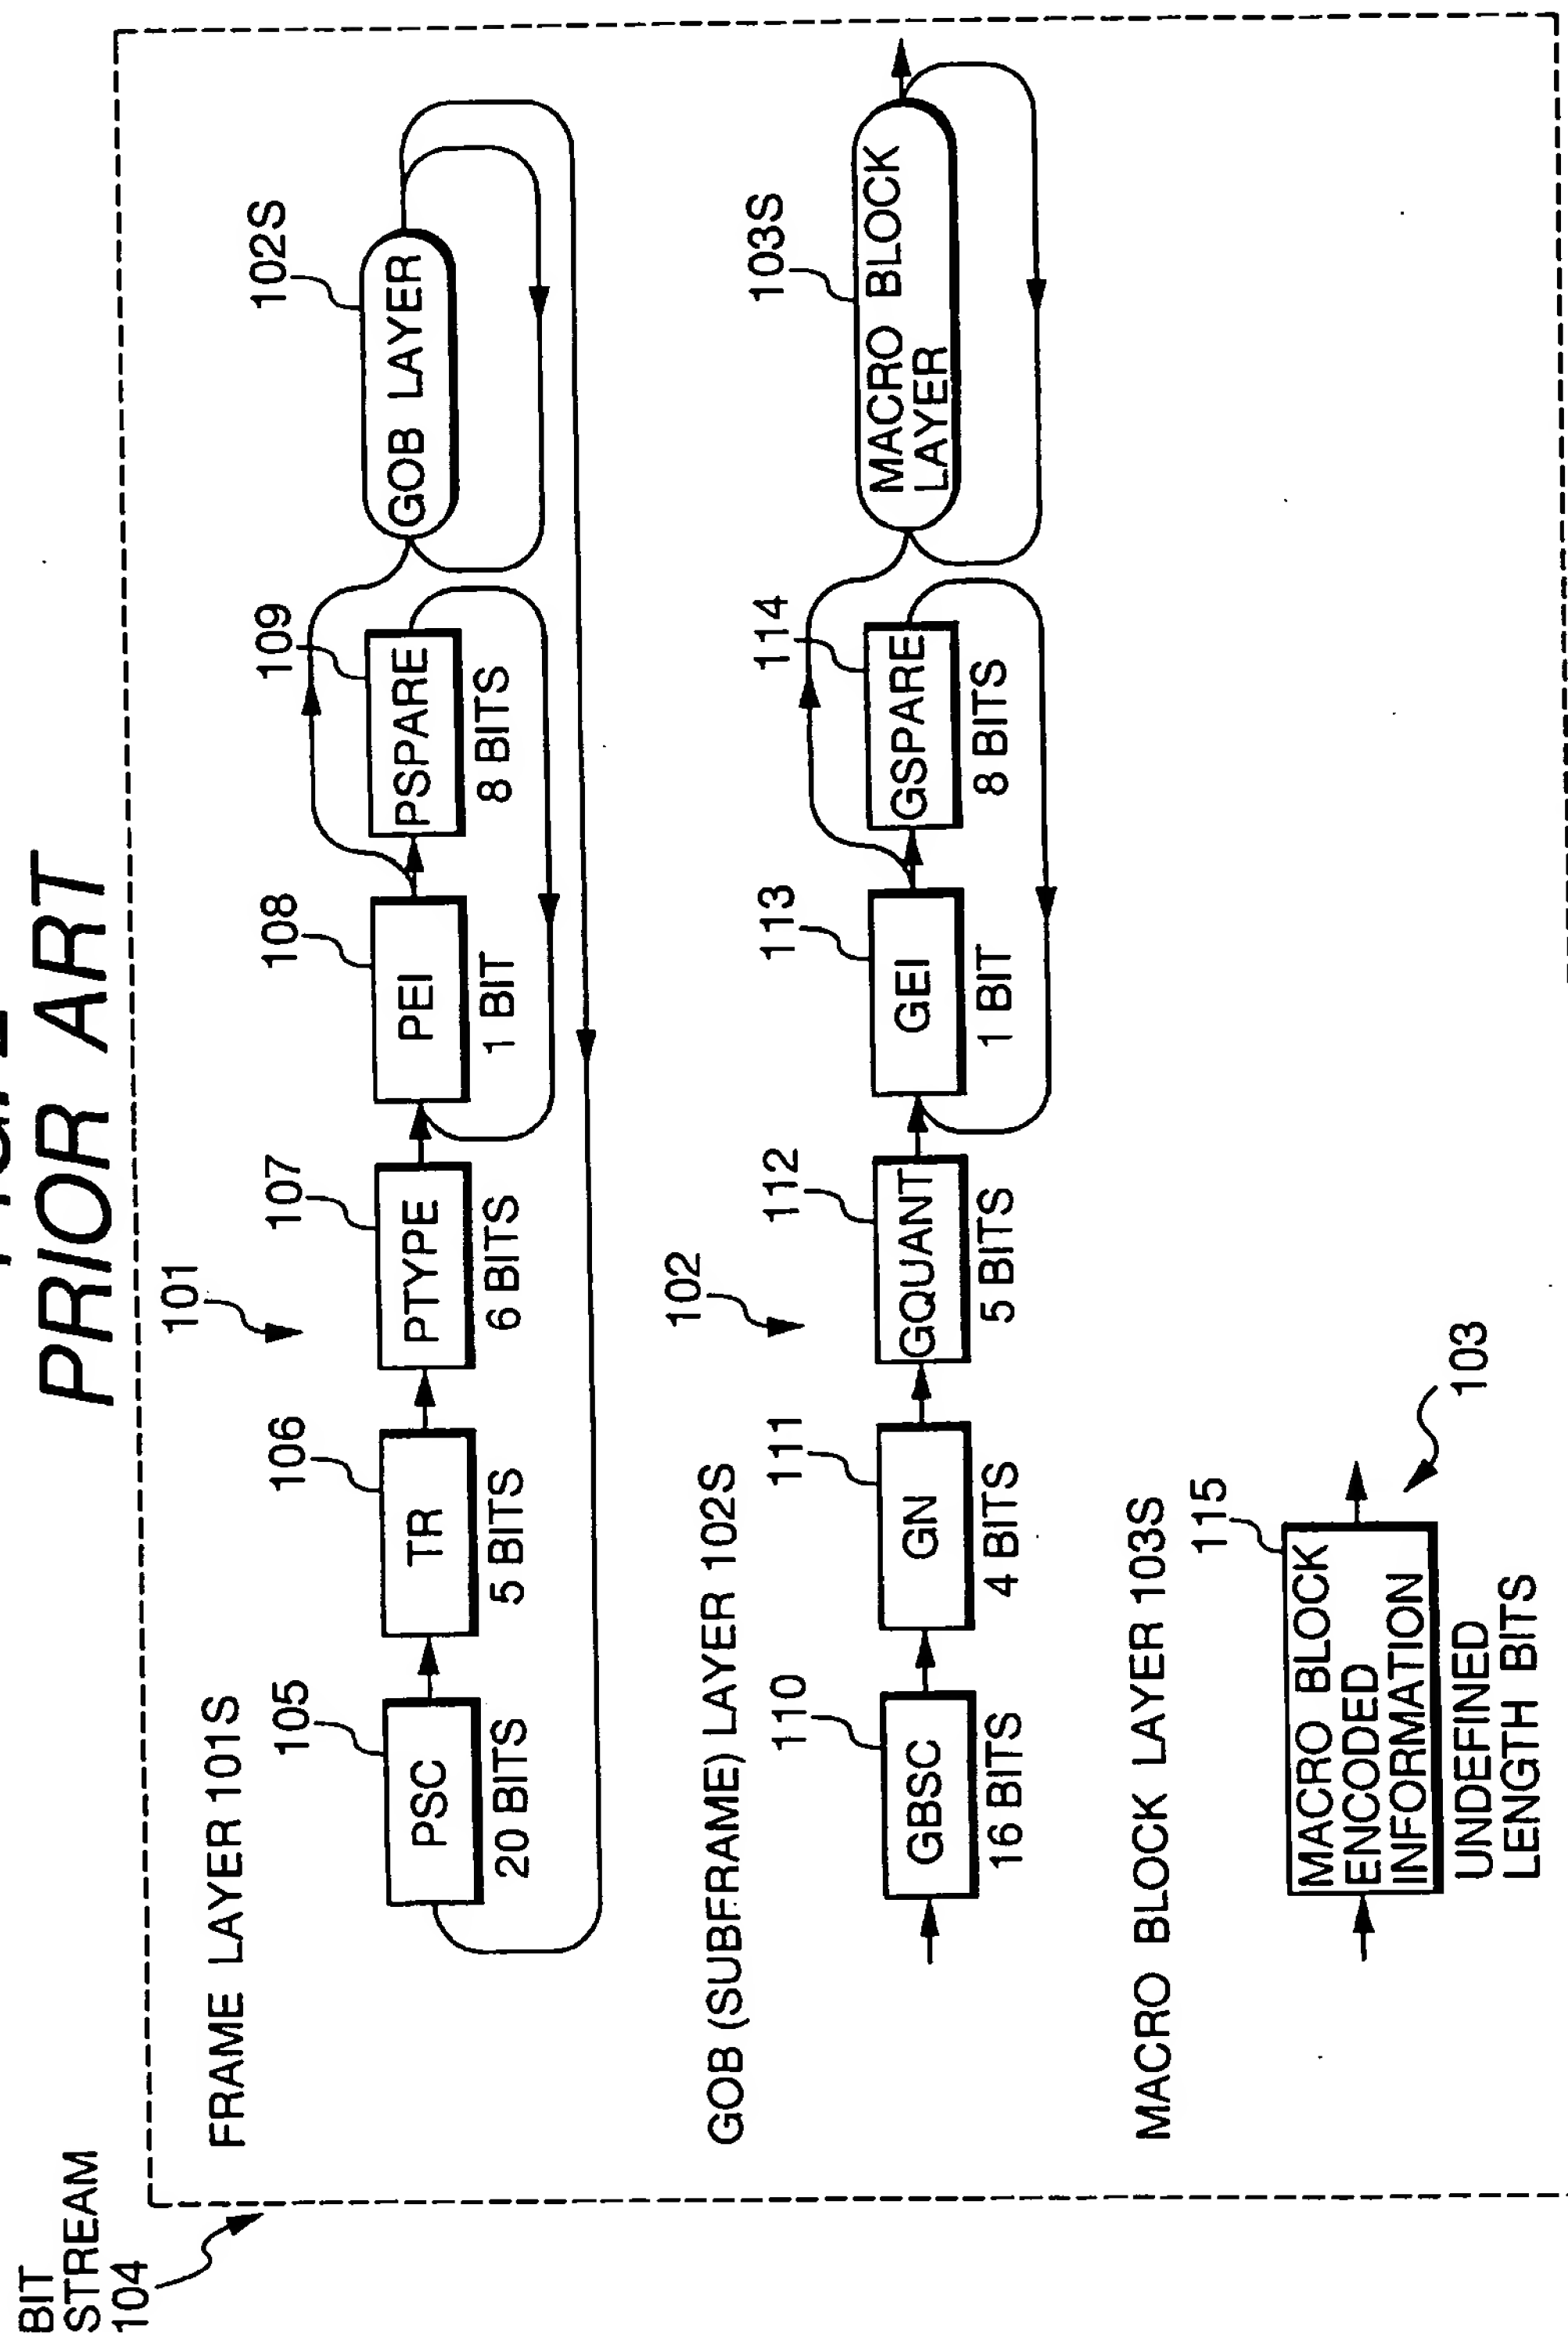 PRIOR ART
BIT
STREAM
104
FRAME LAYER 101S
101
105
106
107
108
109
102S
PSC
TR
PTYPE
PEI
PSPARE
GOB LAYER
20 BITS
5 BITS
6 BITS
1 BIT
8 BITS
GOB (SUBFRAME) LAYER 102S
102
110
111
112
113
114
103S
GBSC
GN
GQUANT
GEI
GSPARE
MACRO BLOCK
LAYER
16 BITS
4 BITS
5 BITS
1 BIT
8 BITS
MACRO BLOCK LAYER 103S
115
MACRO BLOCK
ENCODED
INFORMATION
103
UNDEFINED
LENGTH BITS